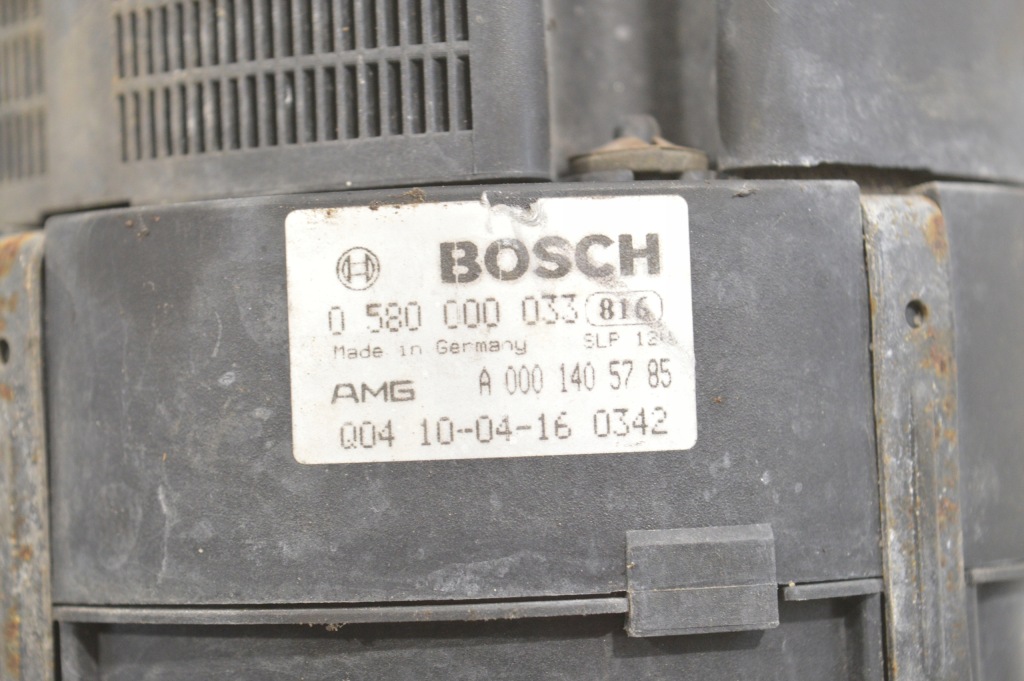 BOSCH
0 580 000 033 816
Made in Germany SLP 12V
AMG A 000 140 57 85
Q04 10-04-16 0342